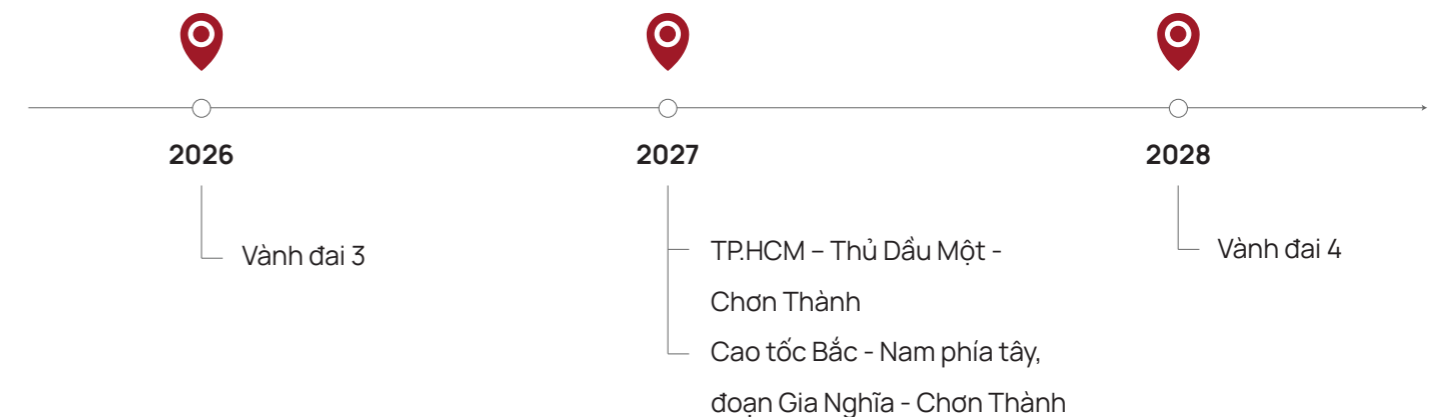 2026
2027
2028
Vành đai 3
TP.HCM – Thủ Dầu Một -
Chơn Thành
Cao tốc Bắc - Nam phía tây,
đoạn Gia Nghĩa - Chơn Thành
Vành đai 4